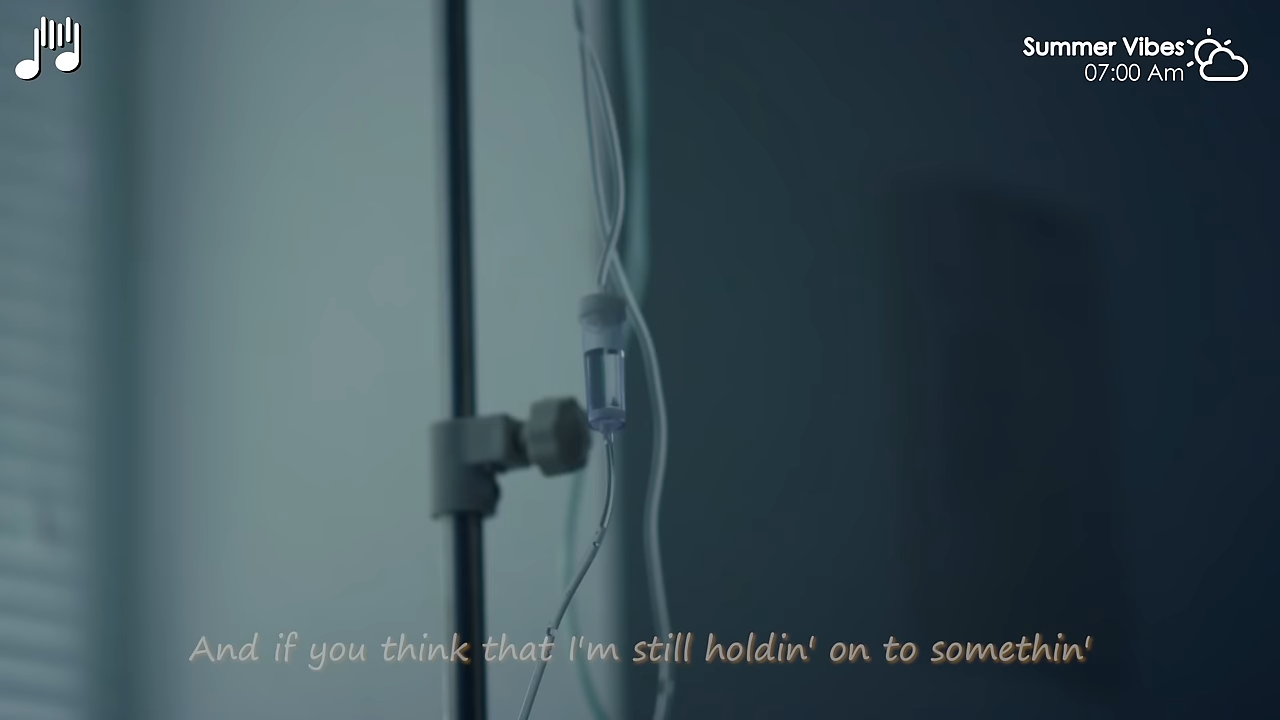 Summer Vibes
07:00 Am
And if you think that I'm still holdin' on to somethin'